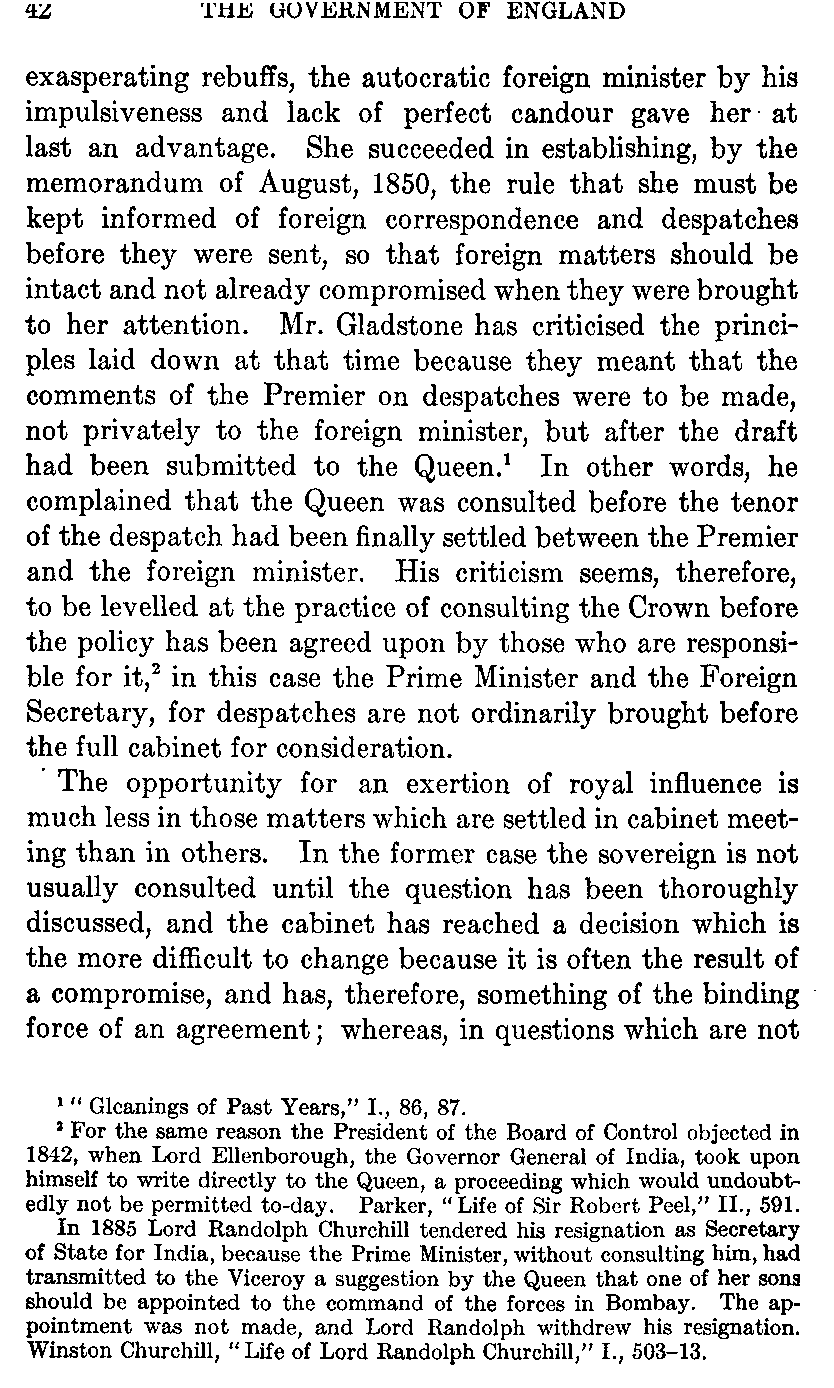 42 THE GOVERNMENT OF ENGLAND
exasperating rebuffs, the autocratic foreign minister by his
impulsiveness and lack of perfect candour gave her at
last an advantage. She succeeded in establishing, by the
memorandum of August, 1850, the rule that she must be
kept informed of foreign correspondence and despatches
before they were sent, so that foreign matters should be
intact and not already compromised when they were brought
to her attention. Mr. Gladstone has criticised the princi-
ples laid down at that time because they meant that the
comments of the Premier on despatches were to be made,
not privately to the foreign minister, but after the draft
had been submitted to the Queen.¹ In other words, he
complained that the Queen was consulted before the tenor
of the despatch had been finally settled between the Premier
and the foreign minister. His criticism seems, therefore,
to be levelled at the practice of consulting the Crown before
the policy has been agreed upon by those who are responsi-
ble for it,² in this case the Prime Minister and the Foreign
Secretary, for despatches are not ordinarily brought before
the full cabinet for consideration.
The opportunity for an exertion of royal influence is
much less in those matters which are settled in cabinet meet-
ing than in others. In the former case the sovereign is not
usually consulted until the question has been thoroughly
discussed, and the cabinet has reached a decision which is
the more difficult to change because it is often the result of
a compromise, and has, therefore, something of the binding
force of an agreement; whereas, in questions which are not
¹ "Gleanings of Past Years," I., 86, 87.
² For the same reason the President of the Board of Control objected in
1842, when Lord Ellenborough, the Governor General of India, took upon
himself to write directly to the Queen, a proceeding which would undoubt-
edly not be permitted to-day. Parker, "Life of Sir Robert Peel," II., 591.
In 1885 Lord Randolph Churchill tendered his resignation as Secretary
of State for India, because the Prime Minister, without consulting him, had
transmitted to the Viceroy a suggestion by the Queen that one of her sons
should be appointed to the command of the forces in Bombay. The ap-
pointment was not made, and Lord Randolph withdrew his resignation.
Winston Churchill, "Life of Lord Randolph Churchill," I., 503-13.